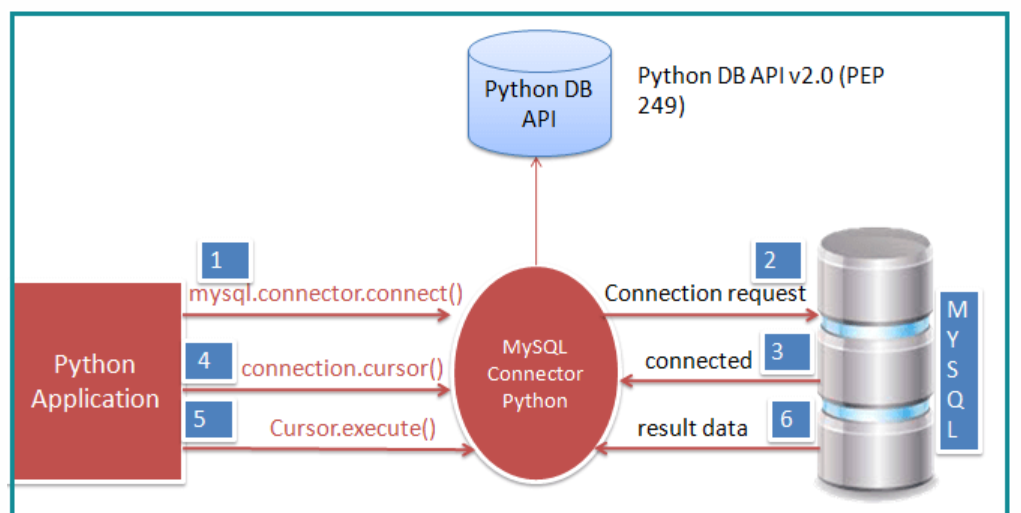 Python DB
API
Python DB API v2.0 (PEP
249)
1
mysql.connector.connect()
2
Connection request
Python
Application
4
connection.cursor()
MySQL
Connector
Python
connected
3
5
Cursor.execute()
result data
6
M
Y
S
Q
L